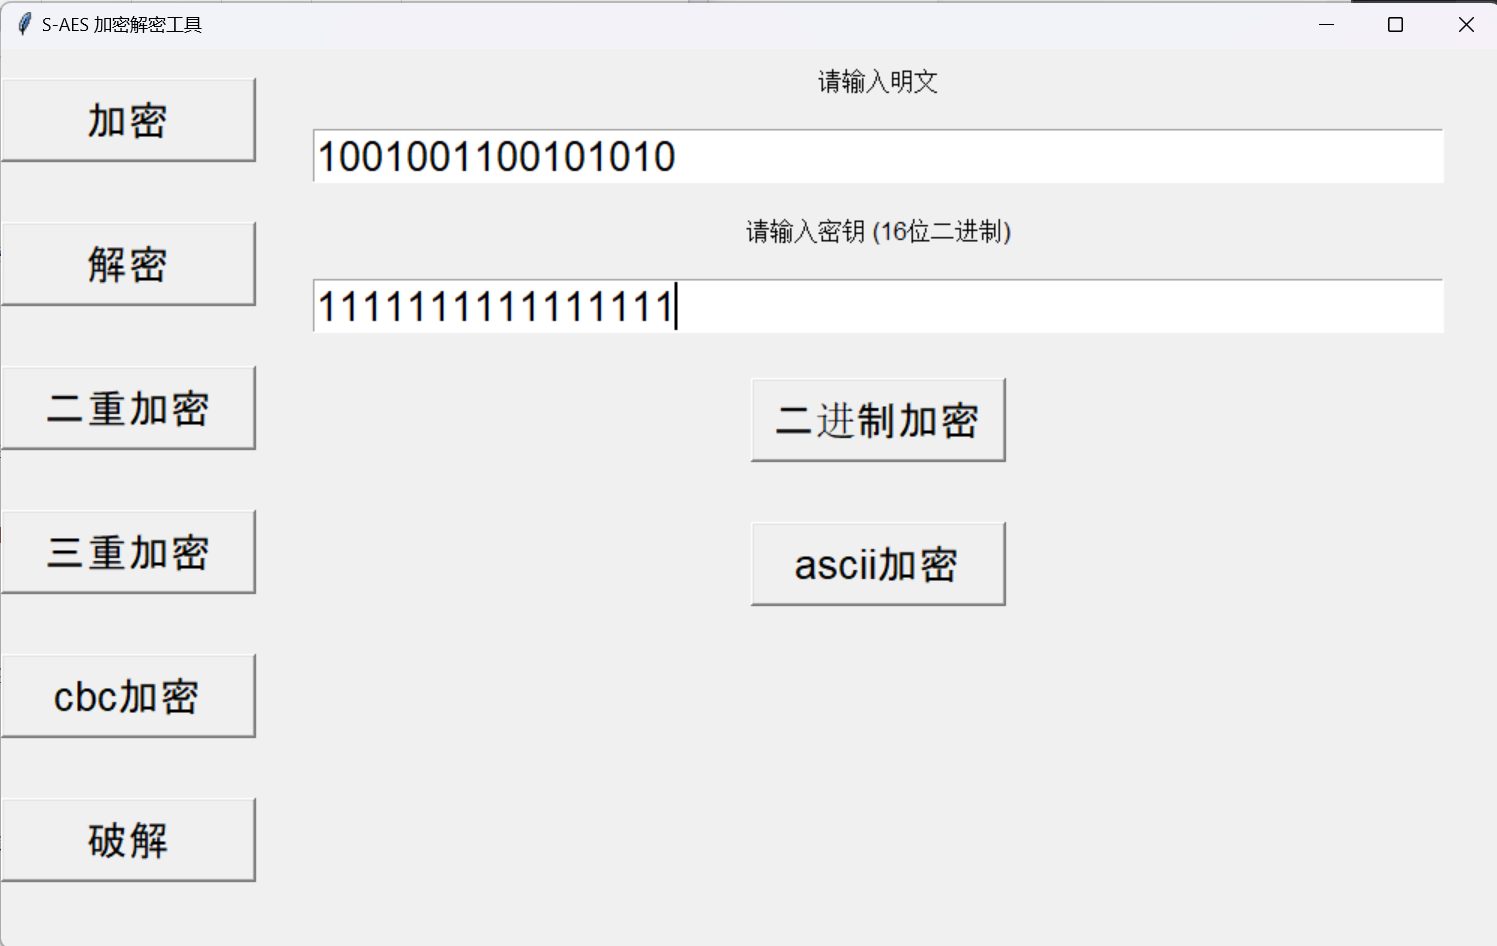 S-AES 加密解密工具
加密
解密
二重加密
三重加密
cbc加密
破解
请输入明文
1001001100101010
请输入密钥 (16位二进制)
1111111111111111
二进制加密
ascii加密